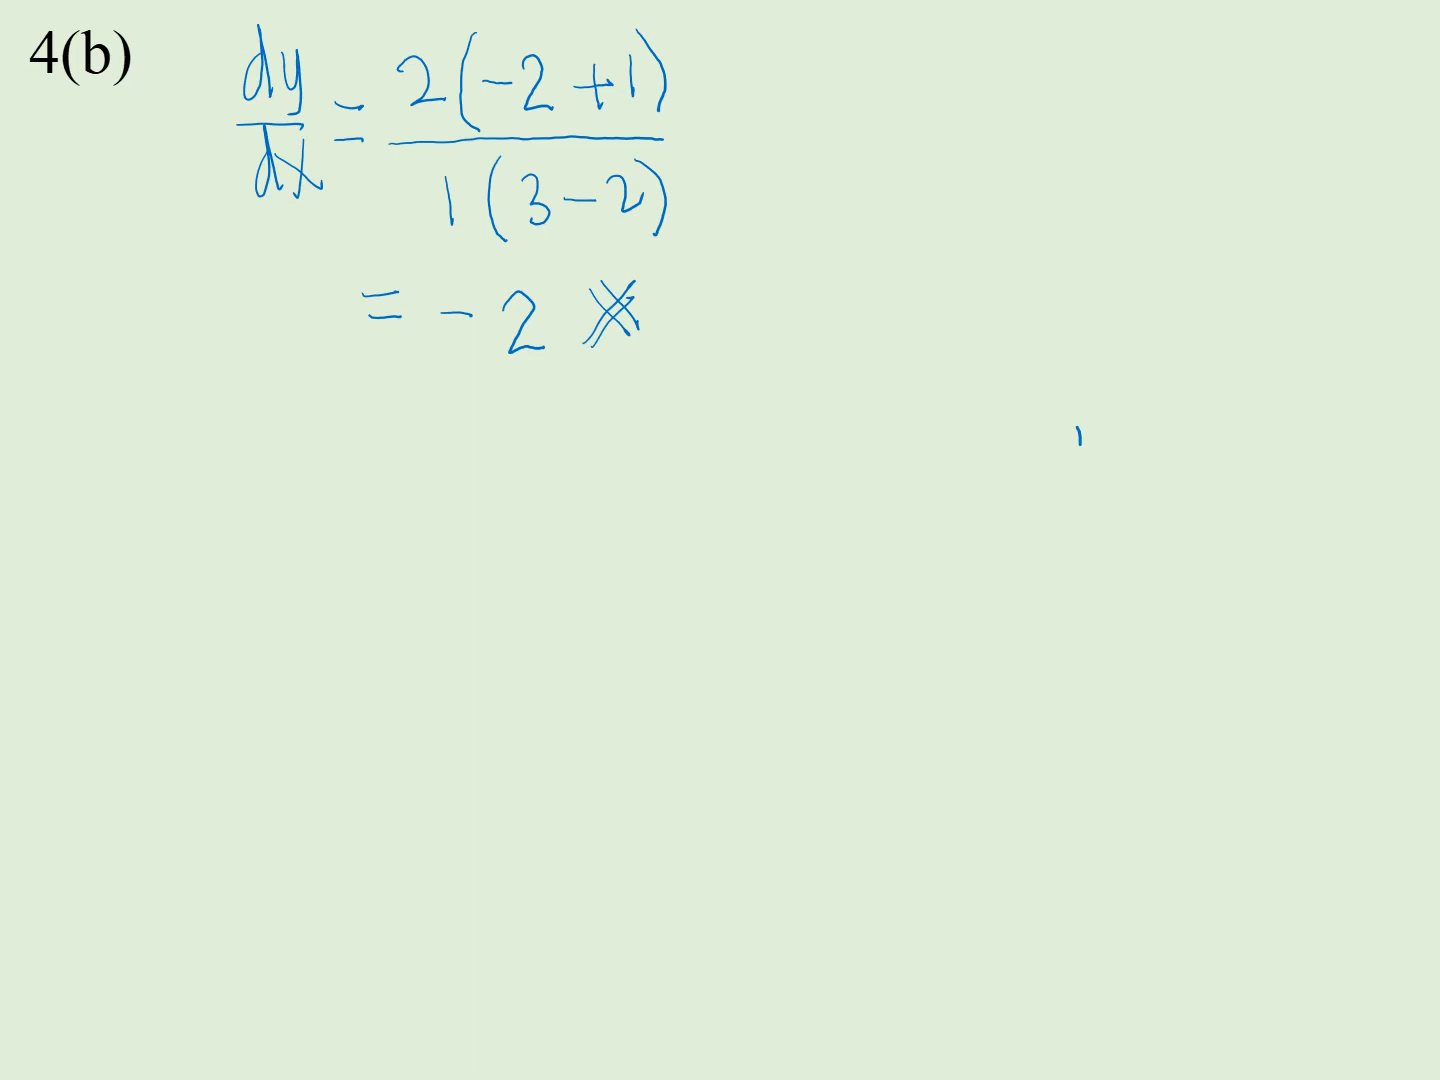 4(b)
dy/dx = 2(-2+1) / 1(3-2)
= -2